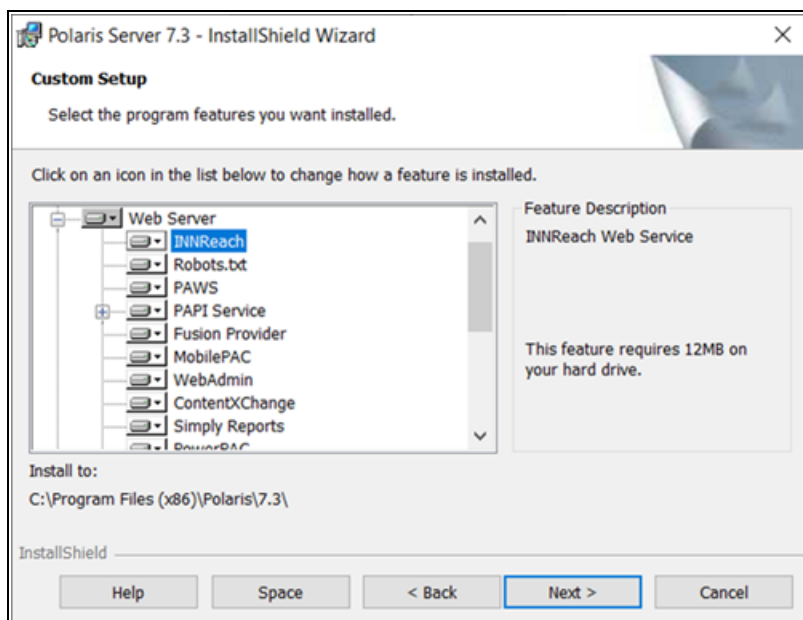 Polaris Server 7.3 - InstallShield Wizard
Custom Setup
Select the program features you want installed.
Click on an icon in the list below to change how a feature is installed.
Web Server
INNReach
Robots.txt
PAWS
PAPI Service
Fusion Provider
MobilePAC
WebAdmin
ContentXChange
Simply Reports
PowerPAC
Feature Description
INNReach Web Service
This feature requires 12MB on
your hard drive.
Install to:
C:\Program Files (x86)\Polaris\7.3\
InstallShield
Help
Space
< Back
Next >
Cancel